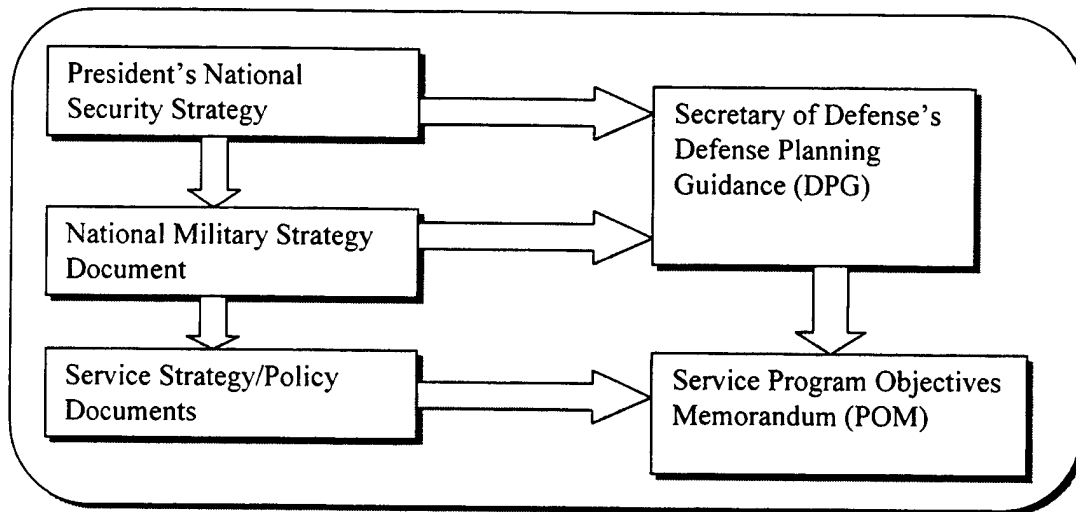 President's National
Security Strategy
Secretary of Defense's
Defense Planning
Guidance (DPG)
National Military Strategy
Document
Service Strategy/Policy
Documents
Service Program Objectives
Memorandum (POM)